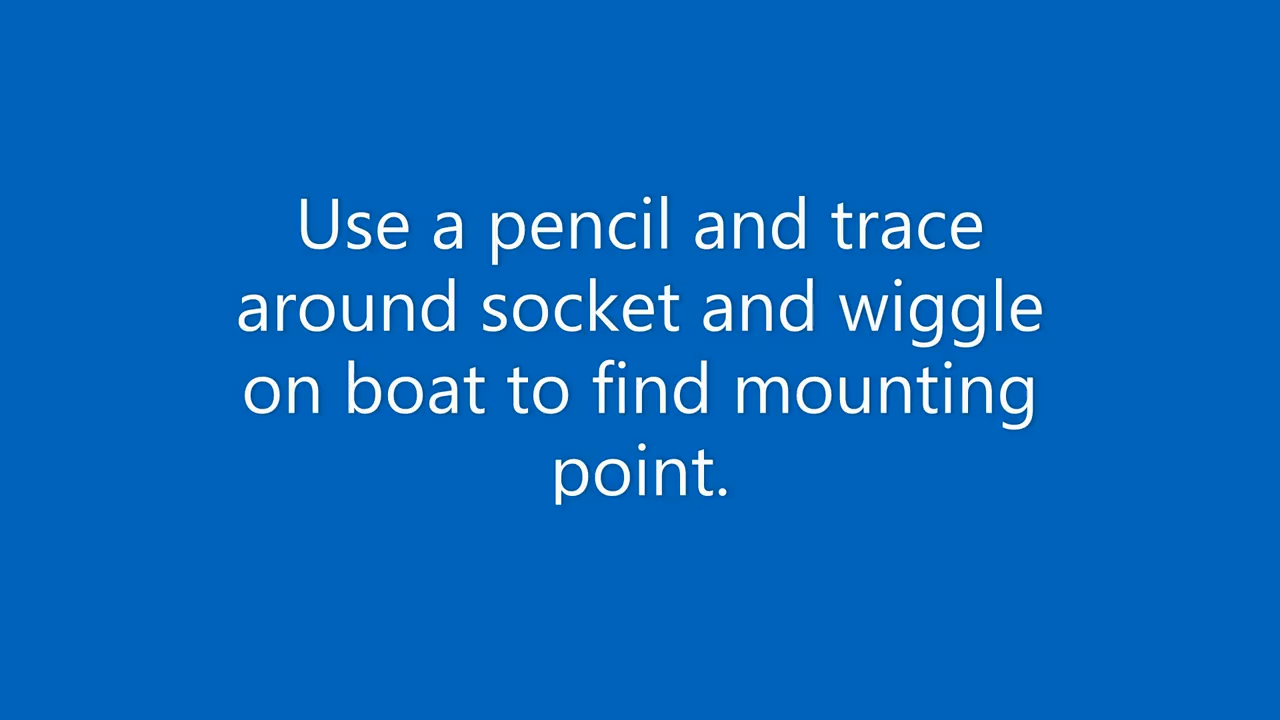 Use a pencil and trace
around socket and wiggle
on boat to find mounting
point.